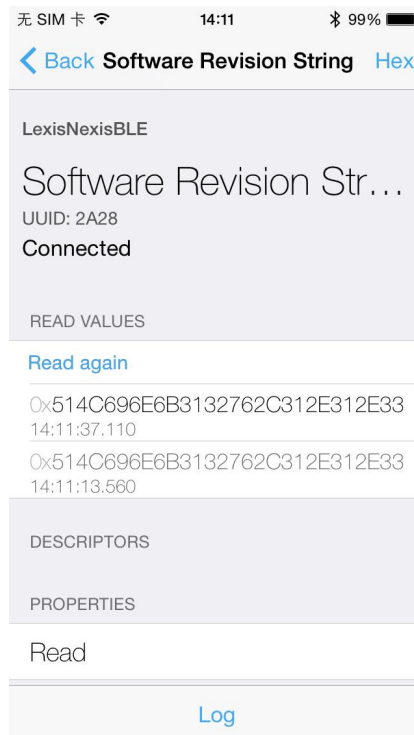 无 SIM 卡 14:11 99%
Back Software Revision String Hex
LexisNexisBLE
Software Revision Str...
UUID: 2A28
Connected
READ VALUES
Read again
0x514C696E6B3132762C312E312E33
14:11:37.110
0x514C696E6B3132762C312E312E33
14:11:13.560
DESCRIPTORS
PROPERTIES
Read
Log